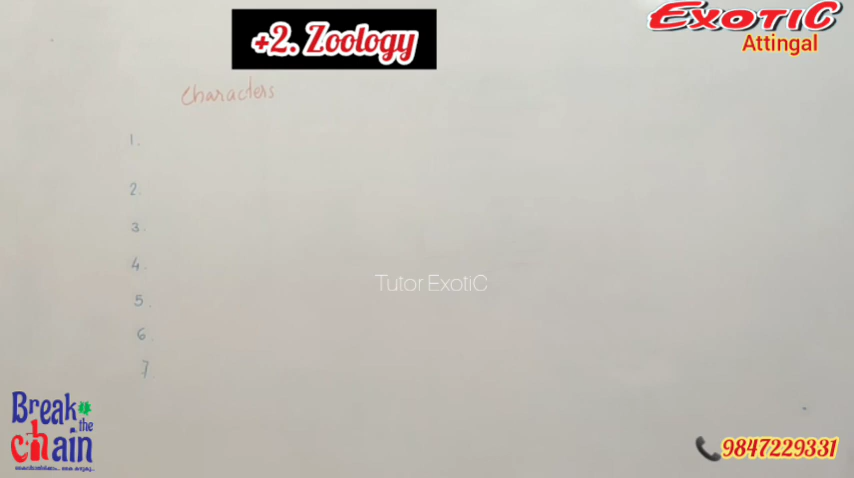 +2. Zoology
EXOTIC
Attingal
Characters
1.
2.
3.
4.
5.
6.
7
Tutor ExotiC
Break
the
chain
9847229331